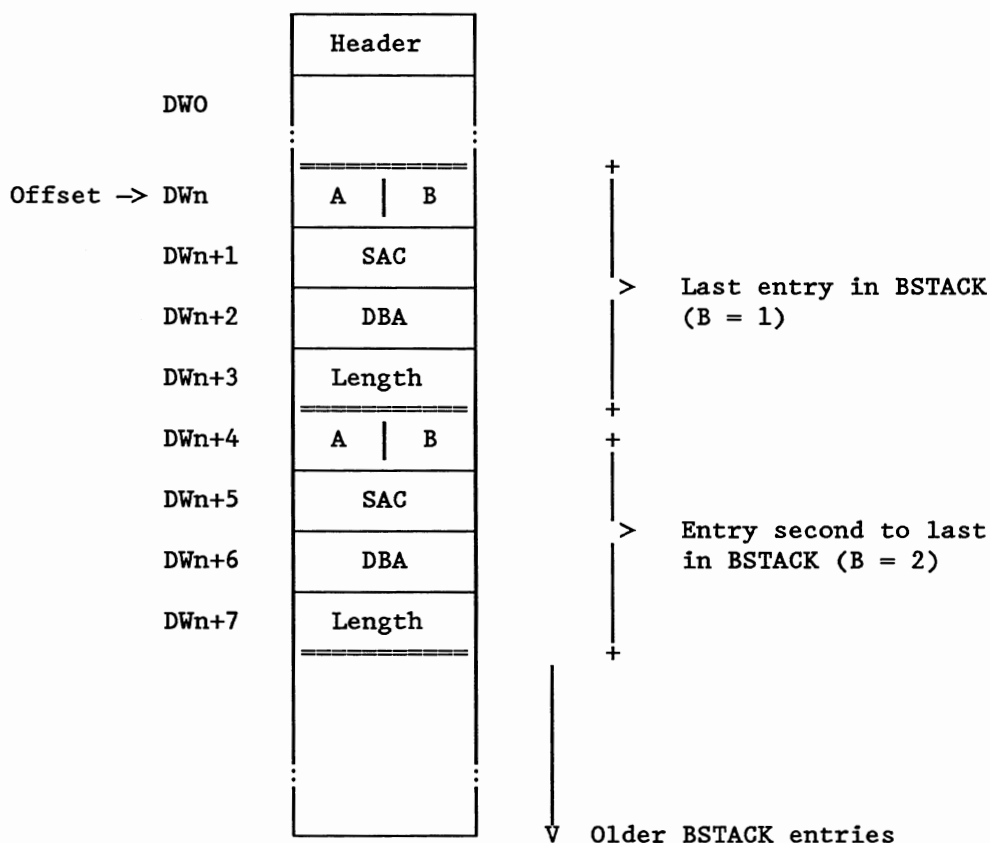 Header
DW0
Offset -> DWn A | B
DWn+1 SAC
> Last entry in BSTACK
DWn+2 DBA (B = 1)
DWn+3 Length
DWn+4 A | B
DWn+5 SAC
> Entry second to last
DWn+6 DBA in BSTACK (B = 2)
DWn+7 Length
V Older BSTACK entries